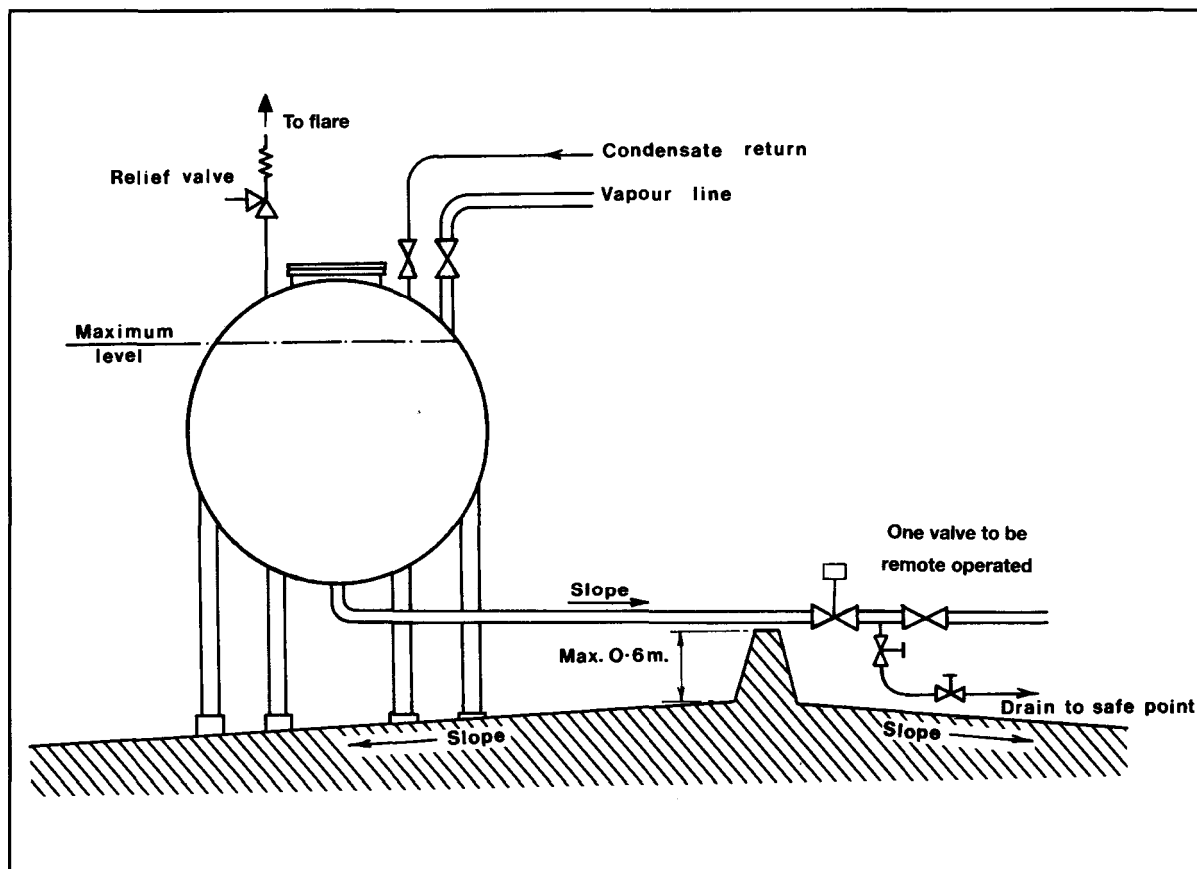 To flare
Condensate return
Relief valve
Vapour line
Maximum
level
One valve to be
remote operated
Slope
Max. 0·6m.
Drain to safe point
Slope
Slope